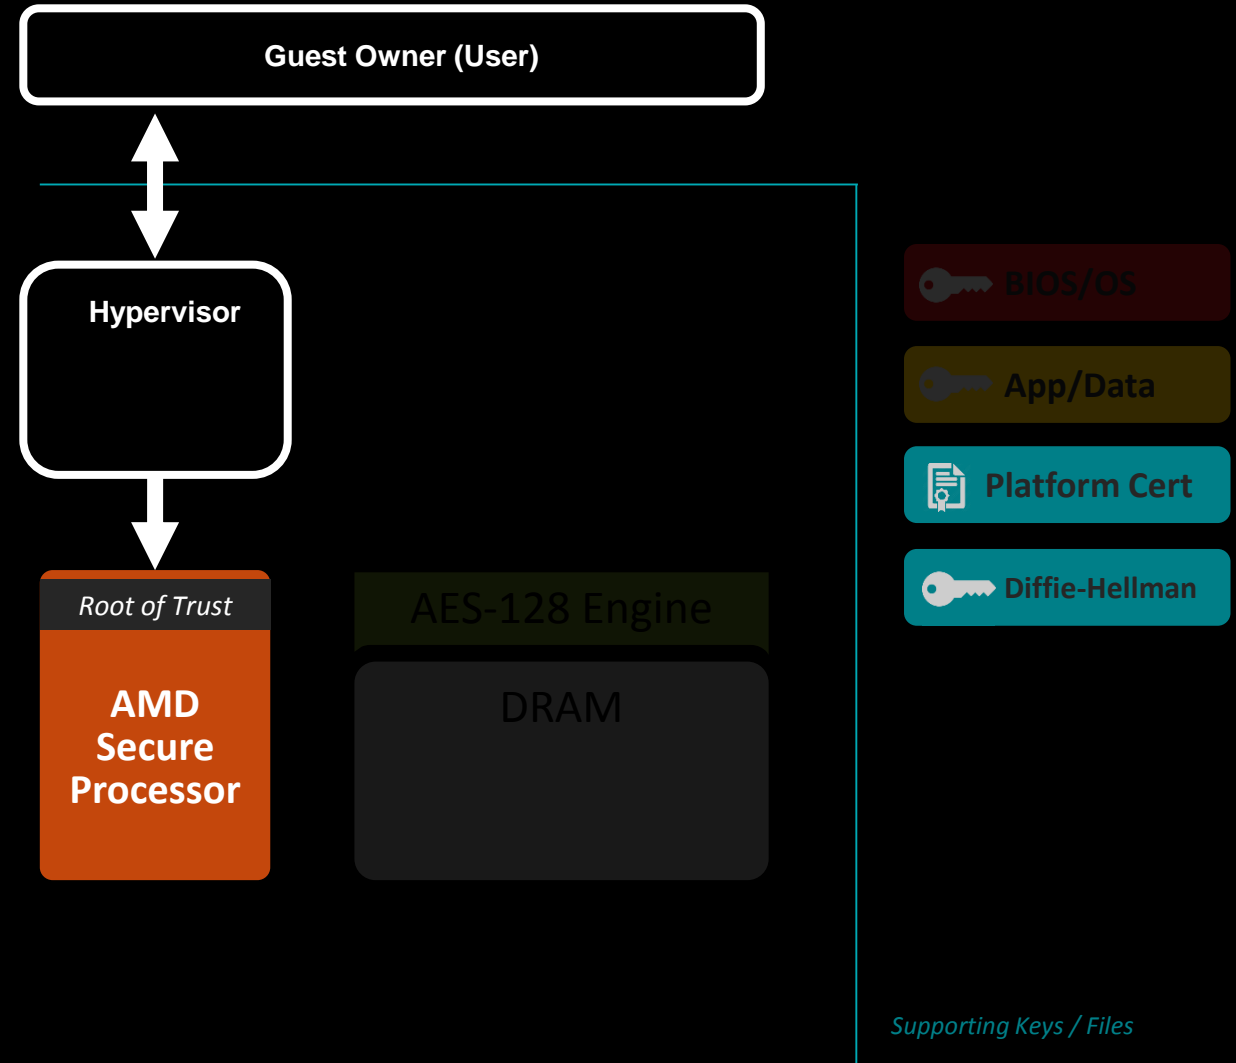 Guest Owner (User)
Hypervisor
BIOS/OS
App/Data
Platform Cert
Diffie-Hellman
Root of Trust
AMD
Secure
Processor
AES-128 Engine
DRAM
Supporting Keys / Files